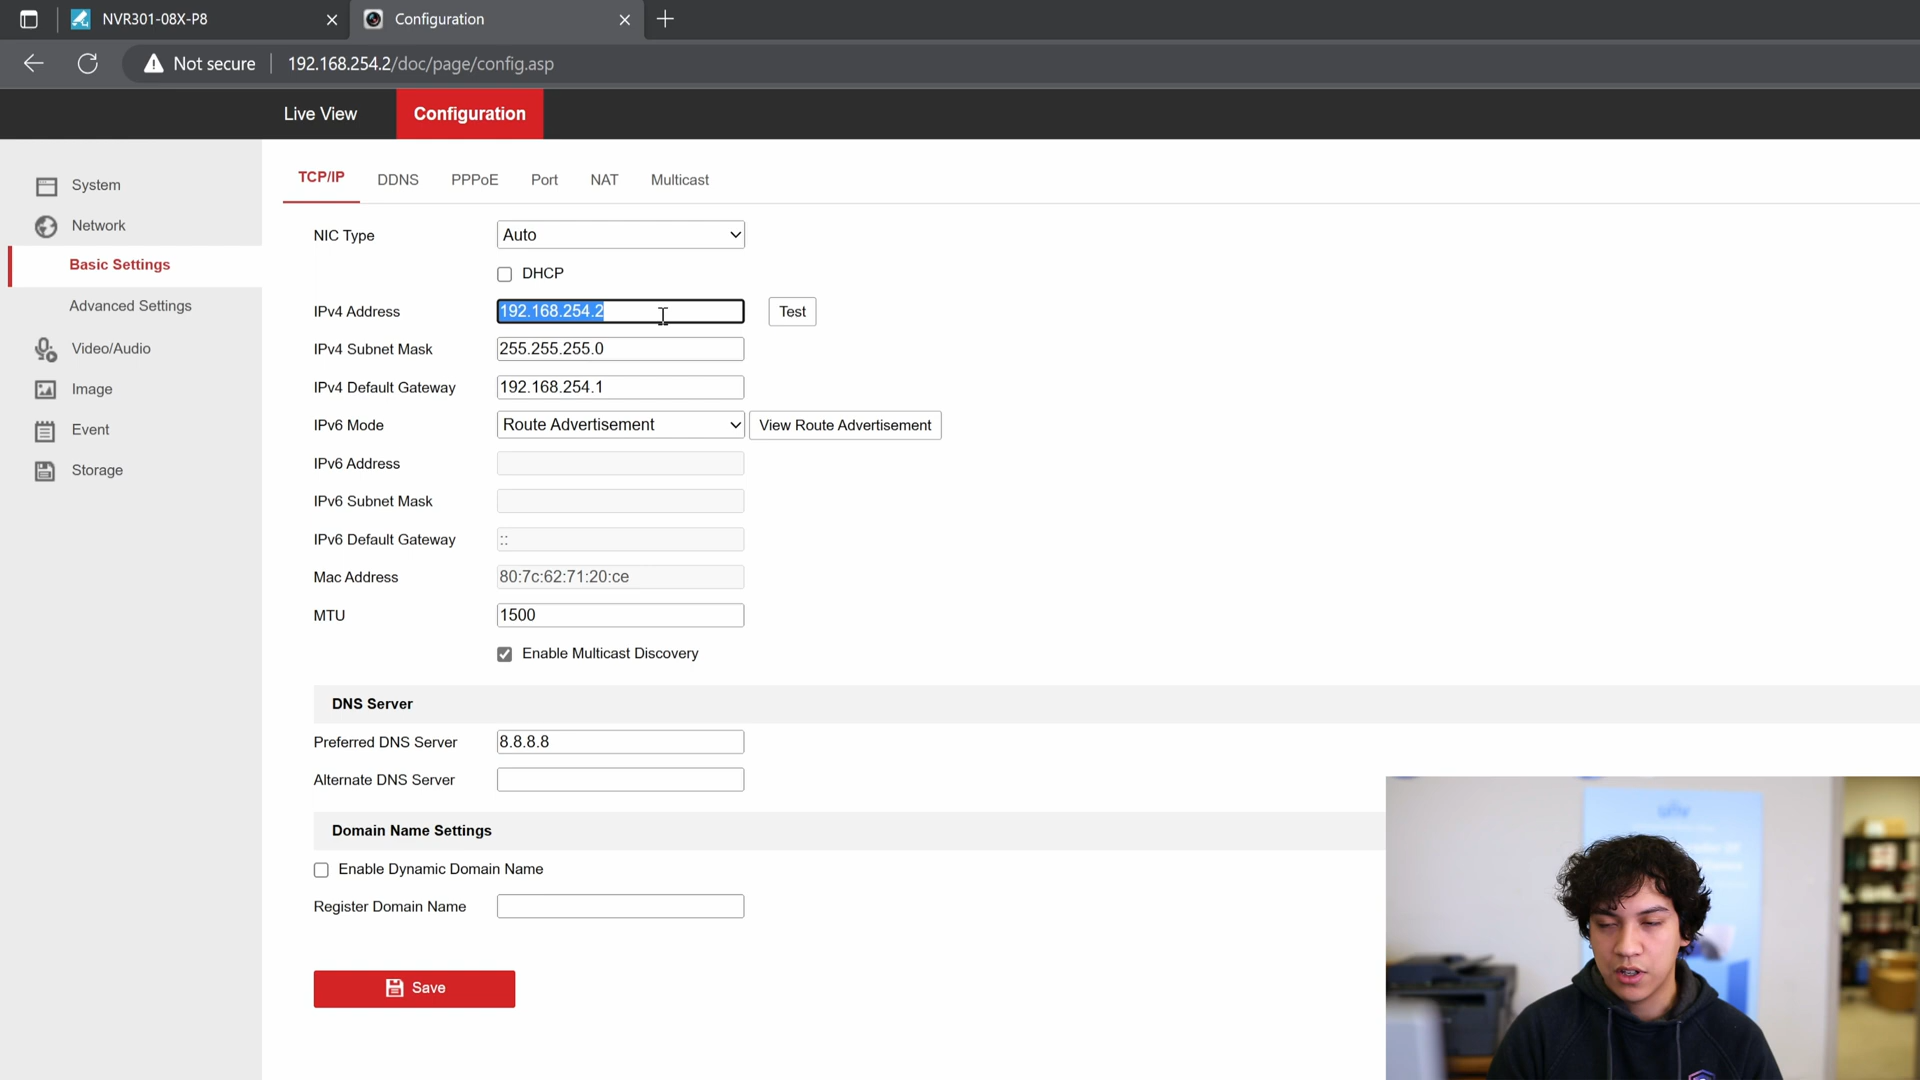 NVR301-08X-P8
Configuration
Not secure
192.168.254.2/doc/page/config.asp
Live View
Configuration
System
Network
Basic Settings
Advanced Settings
Video/Audio
Image
Event
Storage
TCP/IP DDNS PPPoE Port NAT Multicast
NIC Type Auto
DHCP
IPv4 Address 192.168.254.2 Test
IPv4 Subnet Mask 255.255.255.0
IPv4 Default Gateway 192.168.254.1
IPv6 Mode Route Advertisement View Route Advertisement
IPv6 Address
IPv6 Subnet Mask
IPv6 Default Gateway ::
Mac Address 80:7c:62:71:20:ce
MTU 1500
Enable Multicast Discovery
DNS Server
Preferred DNS Server 8.8.8.8
Alternate DNS Server
Domain Name Settings
Enable Dynamic Domain Name
Register Domain Name
Save